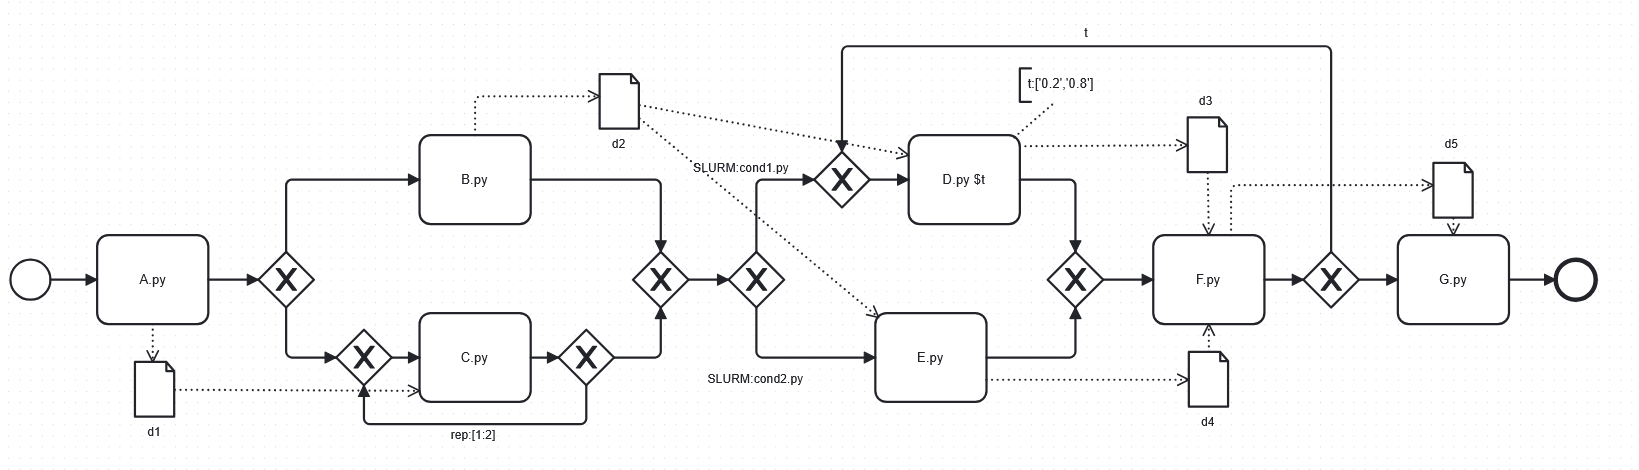 t
t:['0.2','0.8']
d3
d2
d5
SLURM:cond1.py
B.py
D.py $t
A.py
F.py
G.py
C.py
E.py
SLURM:cond2.py
d1
rep:[1:2]
d4